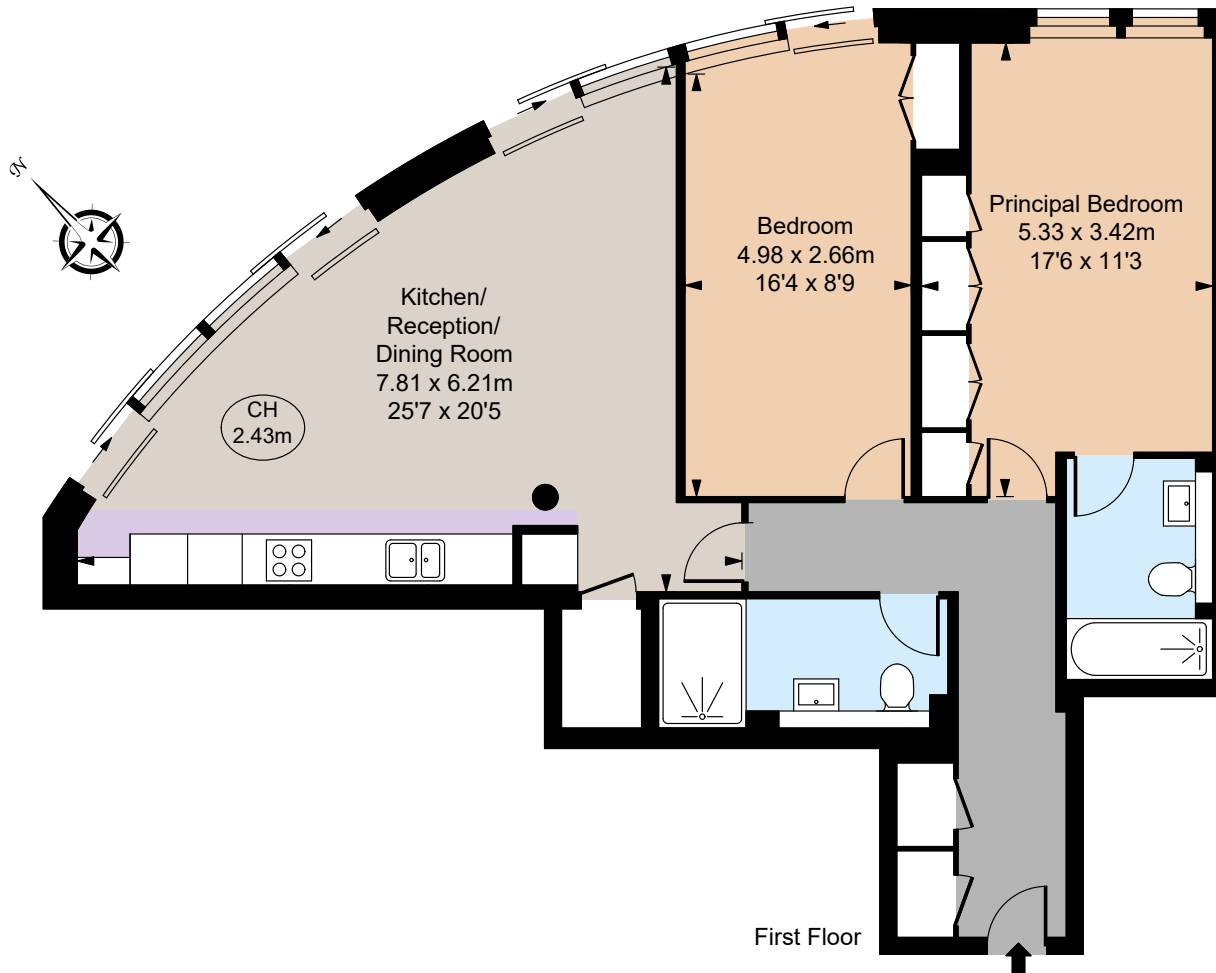 N
Kitchen/
Reception/
Dining Room
7.81 x 6.21m
25'7 x 20'5
CH
2.43m
Bedroom
4.98 x 2.66m
16'4 x 8'9
Principal Bedroom
5.33 x 3.42m
17'6 x 11'3
First Floor